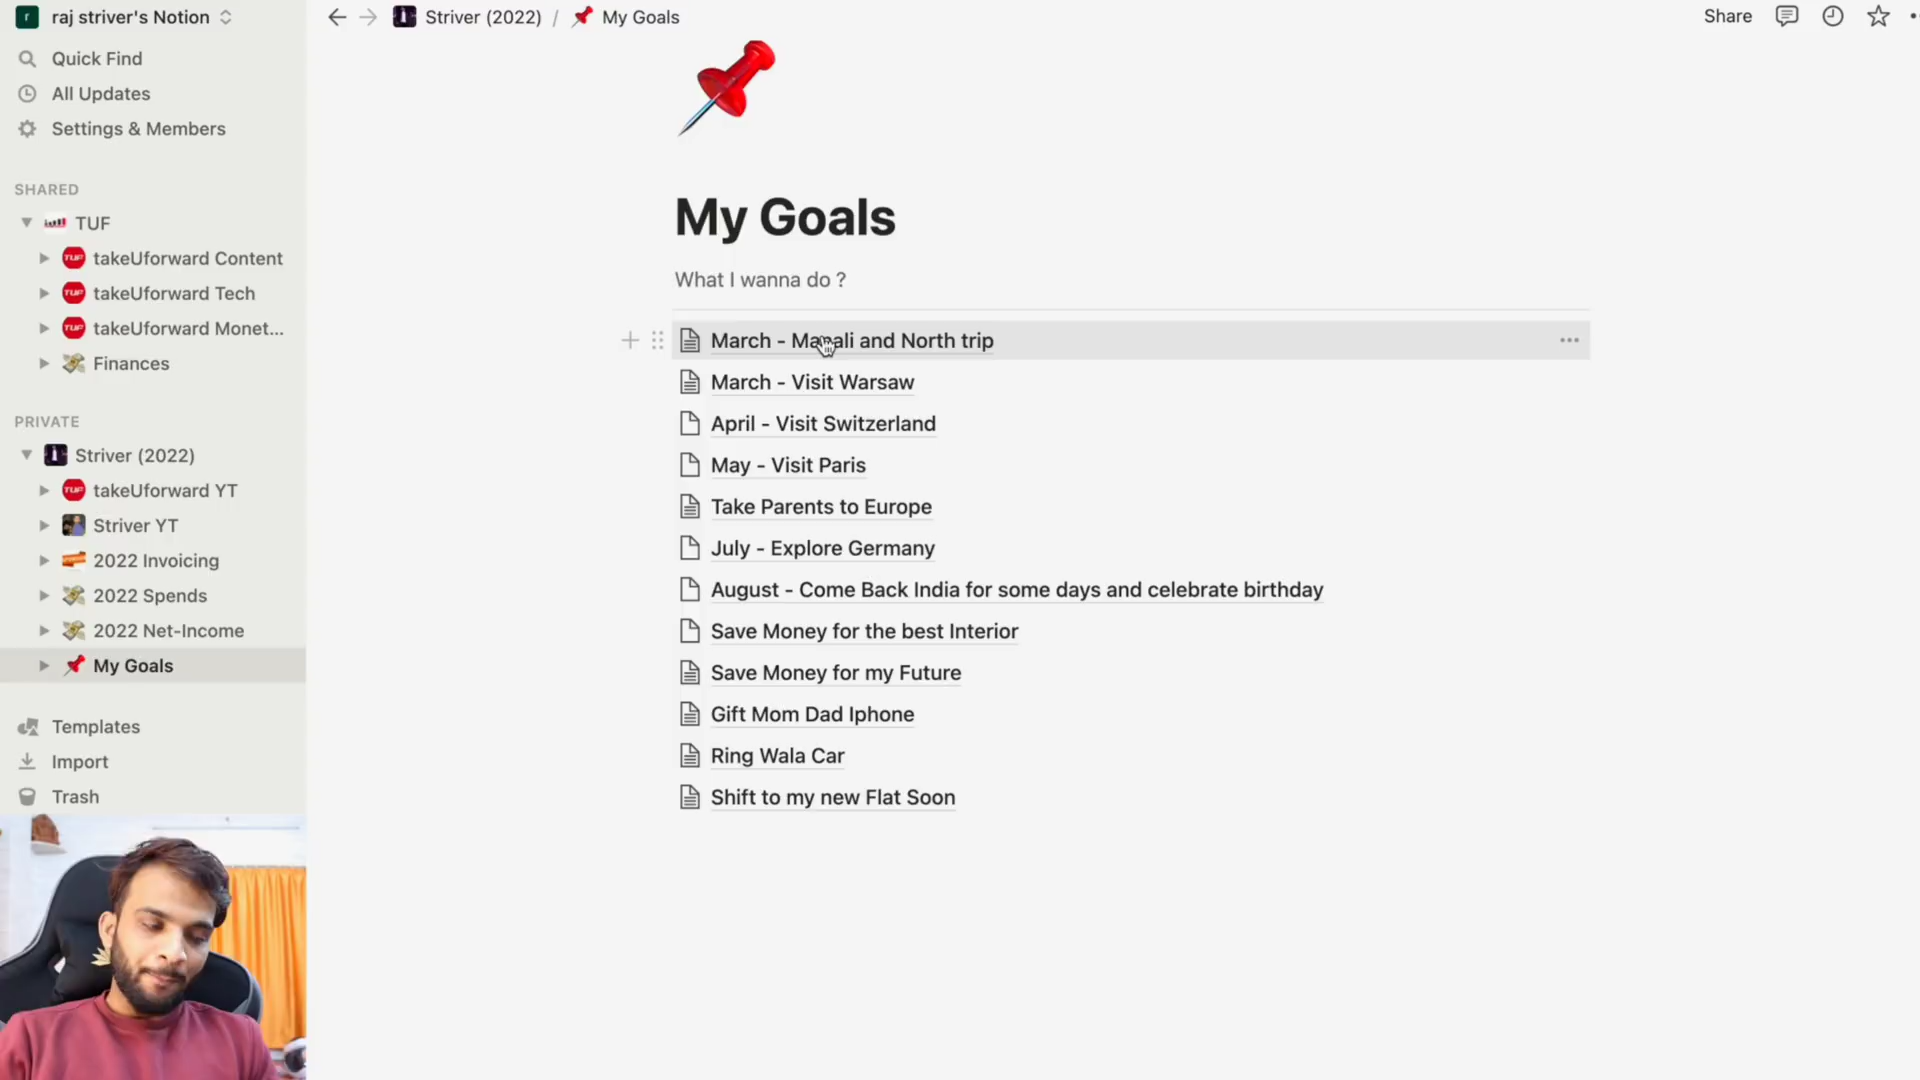 raj striver's Notion
Quick Find
All Updates
Settings & Members
SHARED
TUF
takeUforward Content
takeUforward Tech
takeUforward Monet...
Finances
PRIVATE
Striver (2022)
takeUforward YT
Striver YT
2022 Invoicing
2022 Spends
2022 Net-Income
My Goals
Templates
Import
Trash
Striver (2022) / My Goals
Share
My Goals
What I wanna do ?
March - Manali and North trip
March - Visit Warsaw
April - Visit Switzerland
May - Visit Paris
Take Parents to Europe
July - Explore Germany
August - Come Back India for some days and celebrate birthday
Save Money for the best Interior
Save Money for my Future
Gift Mom Dad Iphone
Ring Wala Car
Shift to my new Flat Soon